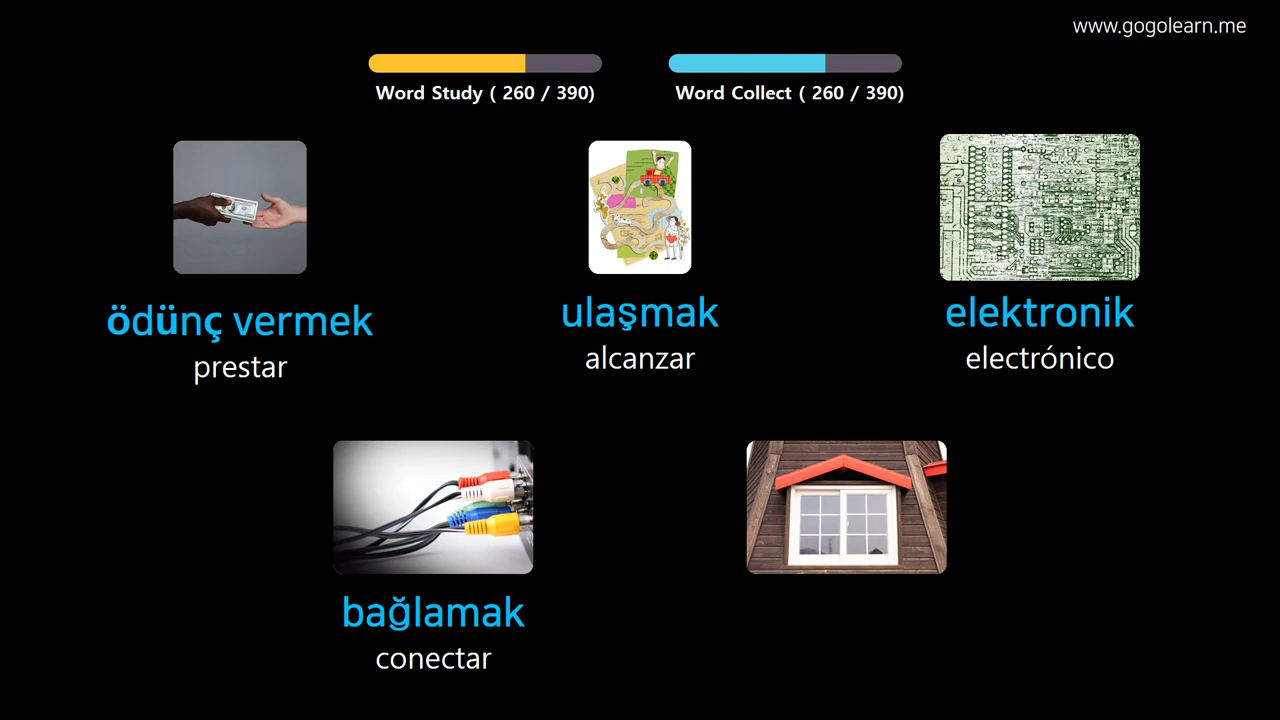 www.gogolearn.me
Word Study ( 260 / 390)
Word Collect ( 260 / 390)
ödünç vermek
prestar
ulaşmak
alcanzar
elektronik
electrónico
bağlamak
conectar